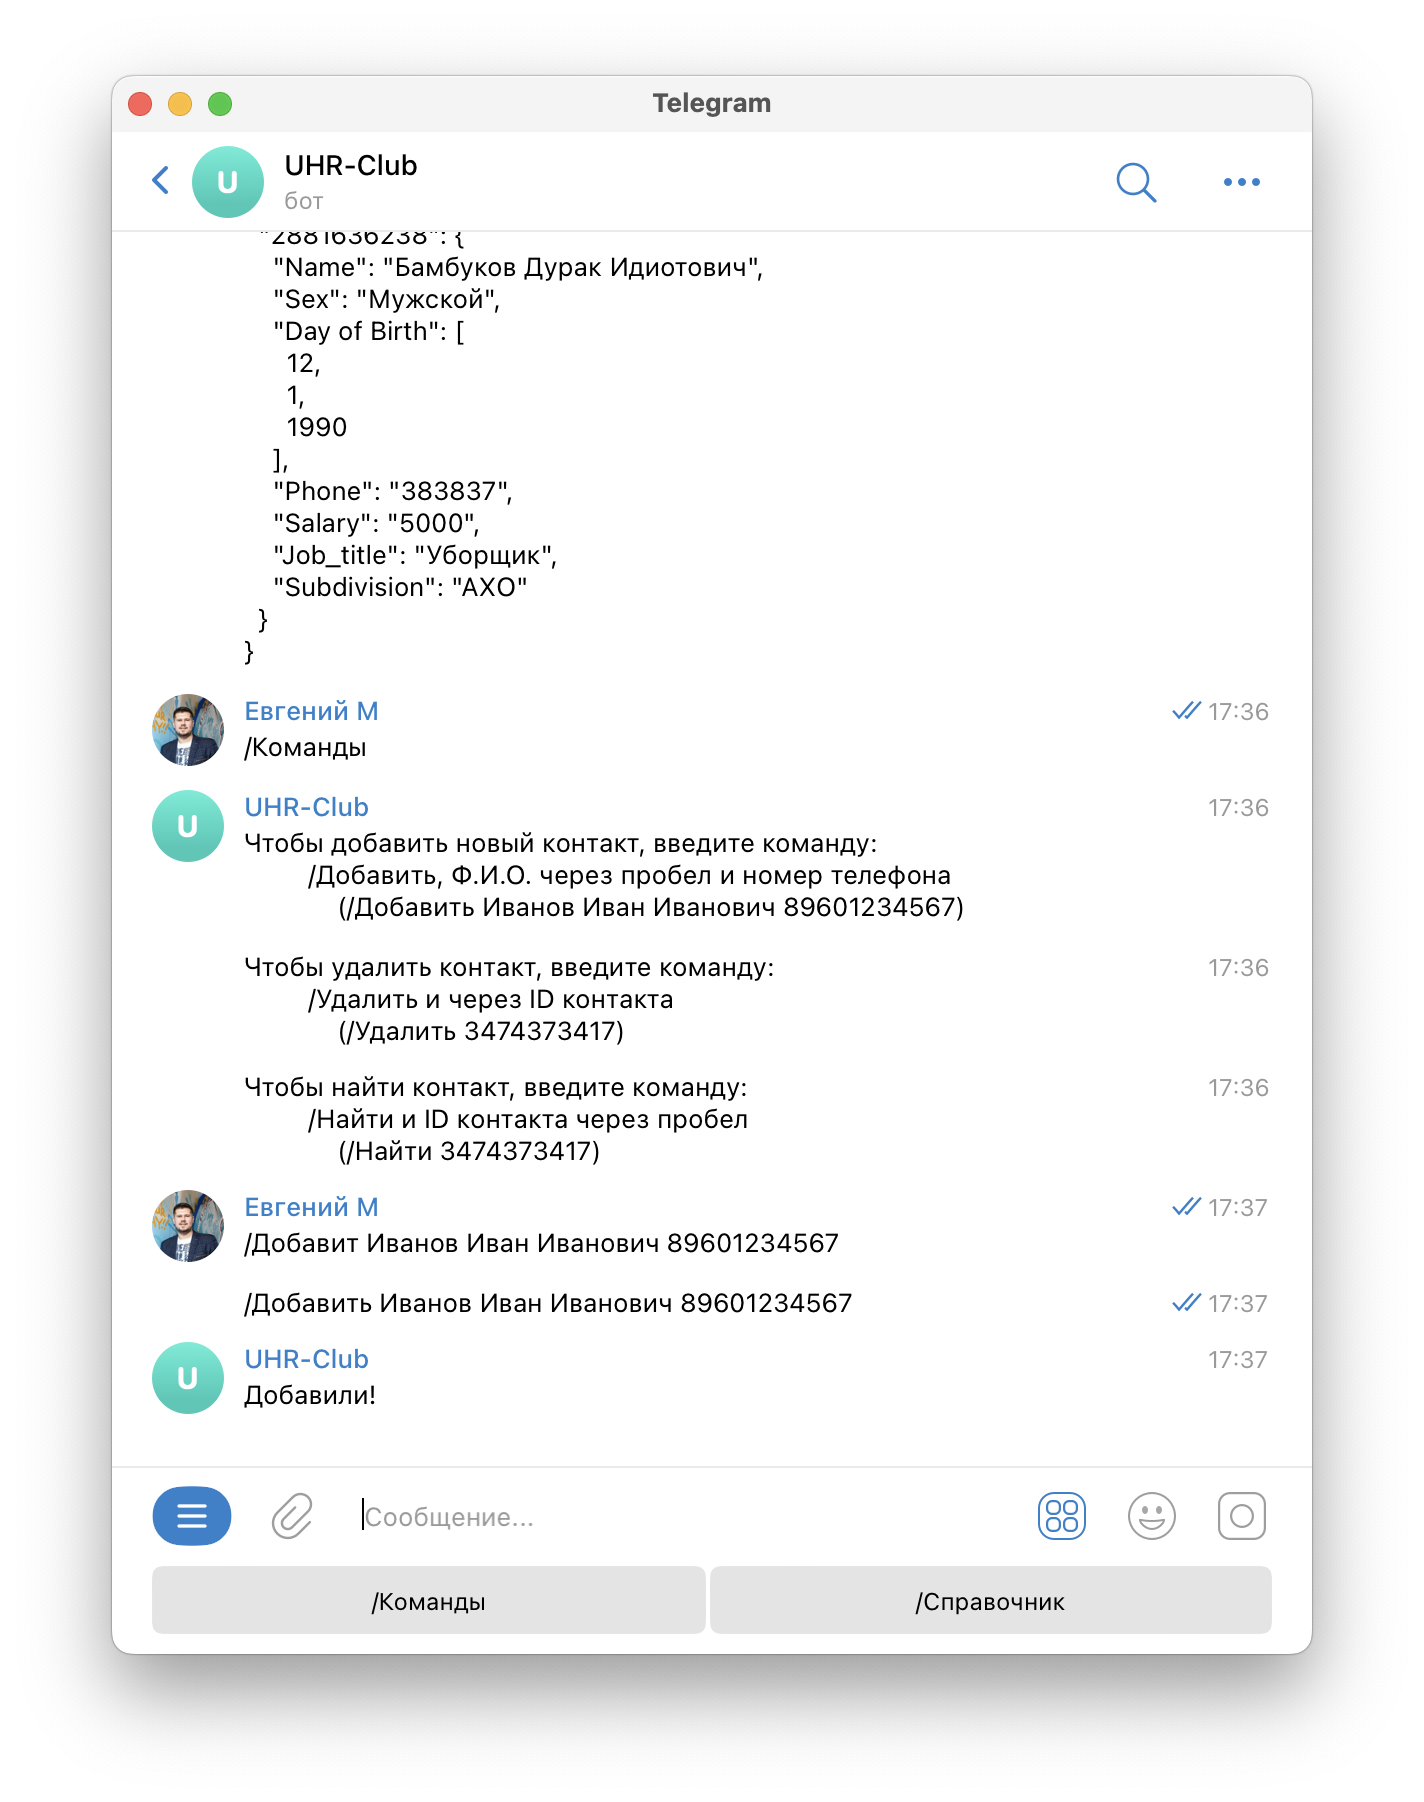 Telegram
U
UHR-Club
бот
"2881636238": {
"Name": "Бамбуков Дурак Идиотович",
"Sex": "Мужской",
"Day of Birth": [
12,
1,
1990
],
"Phone": "383837",
"Salary": "5000",
"Job_title": "Уборщик",
"Subdivision": "АХО"
}
}
Евгений М 17:36
/Команды
U
UHR-Club 17:36
Чтобы добавить новый контакт, введите команду:
/Добавить, Ф.И.О. через пробел и номер телефона
(/Добавить Иванов Иван Иванович 89601234567)
Чтобы удалить контакт, введите команду: 17:36
/Удалить и через ID контакта
(/Удалить 3474373417)
Чтобы найти контакт, введите команду: 17:36
/Найти и ID контакта через пробел
(/Найти 3474373417)
Евгений М 17:37
/Добавит Иванов Иван Иванович 89601234567
/Добавить Иванов Иван Иванович 89601234567 17:37
U
UHR-Club 17:37
Добавили!
Сообщение...
/Команды
/Справочник